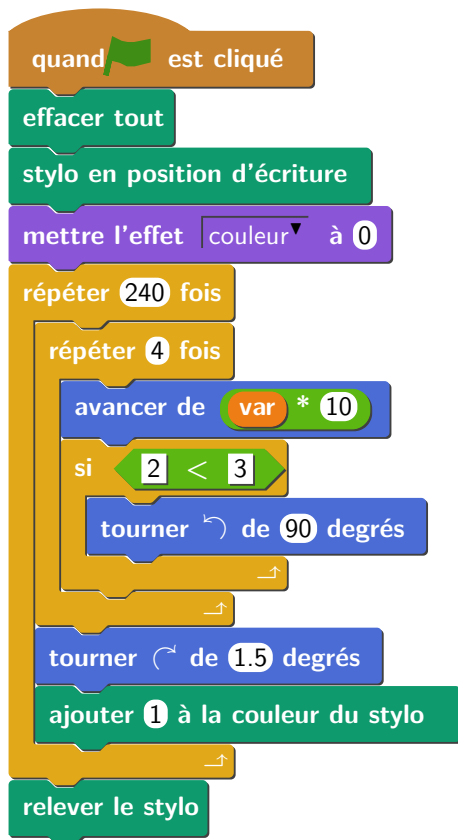 quand est cliqué
effacer tout
stylo en position d'écriture
mettre l'effet couleur à 0
répéter 240 fois
répéter 4 fois
avancer de var * 10
si 2 < 3
tourner de 90 degrés
tourner de 1.5 degrés
ajouter 1 à la couleur du stylo
relever le stylo